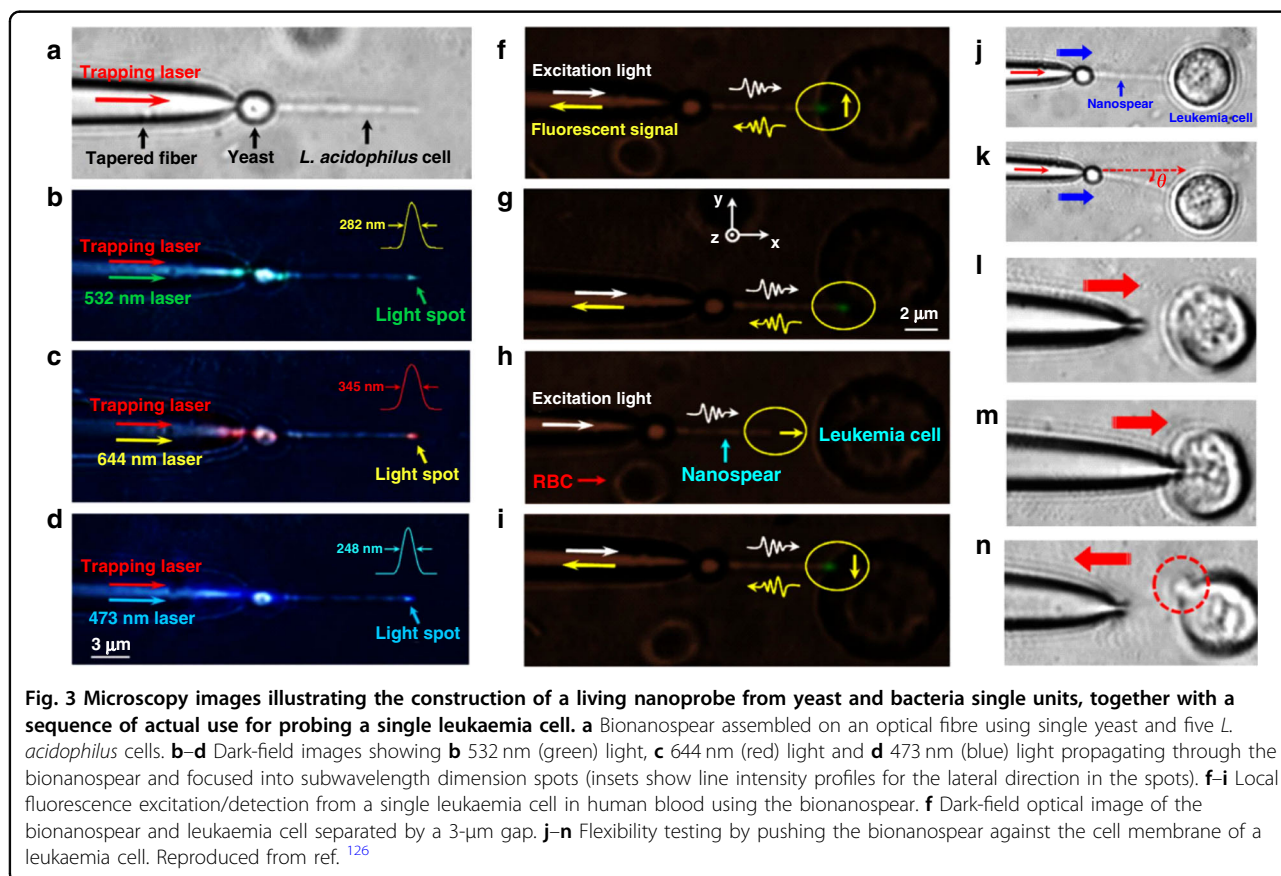 a
Trapping laser
Tapered fiber
Yeast
L. acidophilus cell
b
Trapping laser
532 nm laser
282 nm
Light spot
c
Trapping laser
644 nm laser
345 nm
Light spot
d
Trapping laser
473 nm laser
248 nm
Light spot
3 μm
f
Excitation light
Fluorescent signal
g
y
z
x
2 μm
h
Excitation light
Leukemia cell
Nanospear
RBC
i
j
Nanospear
Leukemia cell
k
θ
l
m
n
Fig. 3 Microscopy images illustrating the construction of a living nanoprobe from yeast and bacteria single units, together with a
sequence of actual use for probing a single leukaemia cell. a Bionanospear assembled on an optical fibre using single yeast and five L.
acidophilus cells. b–d Dark-field images showing b 532 nm (green) light, c 644 nm (red) light and d 473 nm (blue) light propagating through the
bionanospear and focused into subwavelength dimension spots (insets show line intensity profiles for the lateral direction in the spots). f–i Local
fluorescence excitation/detection from a single leukaemia cell in human blood using the bionanospear. f Dark-field optical image of the
bionanospear and leukaemia cell separated by a 3-μm gap. j–n Flexibility testing by pushing the bionanospear against the cell membrane of a
leukaemia cell. Reproduced from ref. 126